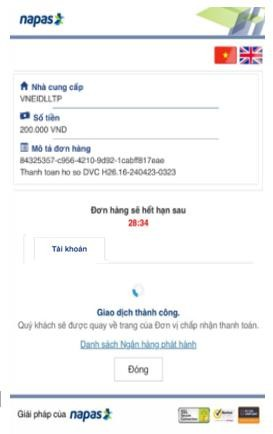 napas
Nhà cung cấp
VNEIDLLTP
Số tiền
200.000 VND
Mô tả đơn hàng
84325357-c956-4210-9d92-1cabff817eae
Thanh toan ho so DVC H26.16-240423-0323
Đơn hàng sẽ hết hạn sau
28:34
Tài khoản
Giao dịch thành công.
Quý khách sẽ được quay về trang của Đơn vị chấp nhận thanh toán.
Danh sách Ngân hàng phát hành
Đóng
Giải pháp của napas